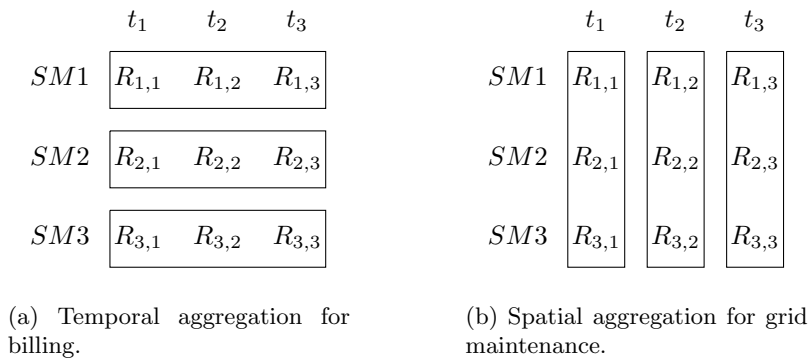 t1 t2 t3
SM1 R1,1 R1,2 R1,3
SM2 R2,1 R2,2 R2,3
SM3 R3,1 R3,2 R3,3
(a) Temporal aggregation for
billing.
t1 t2 t3
SM1 R1,1 R1,2 R1,3
SM2 R2,1 R2,2 R2,3
SM3 R3,1 R3,2 R3,3
(b) Spatial aggregation for grid
maintenance.